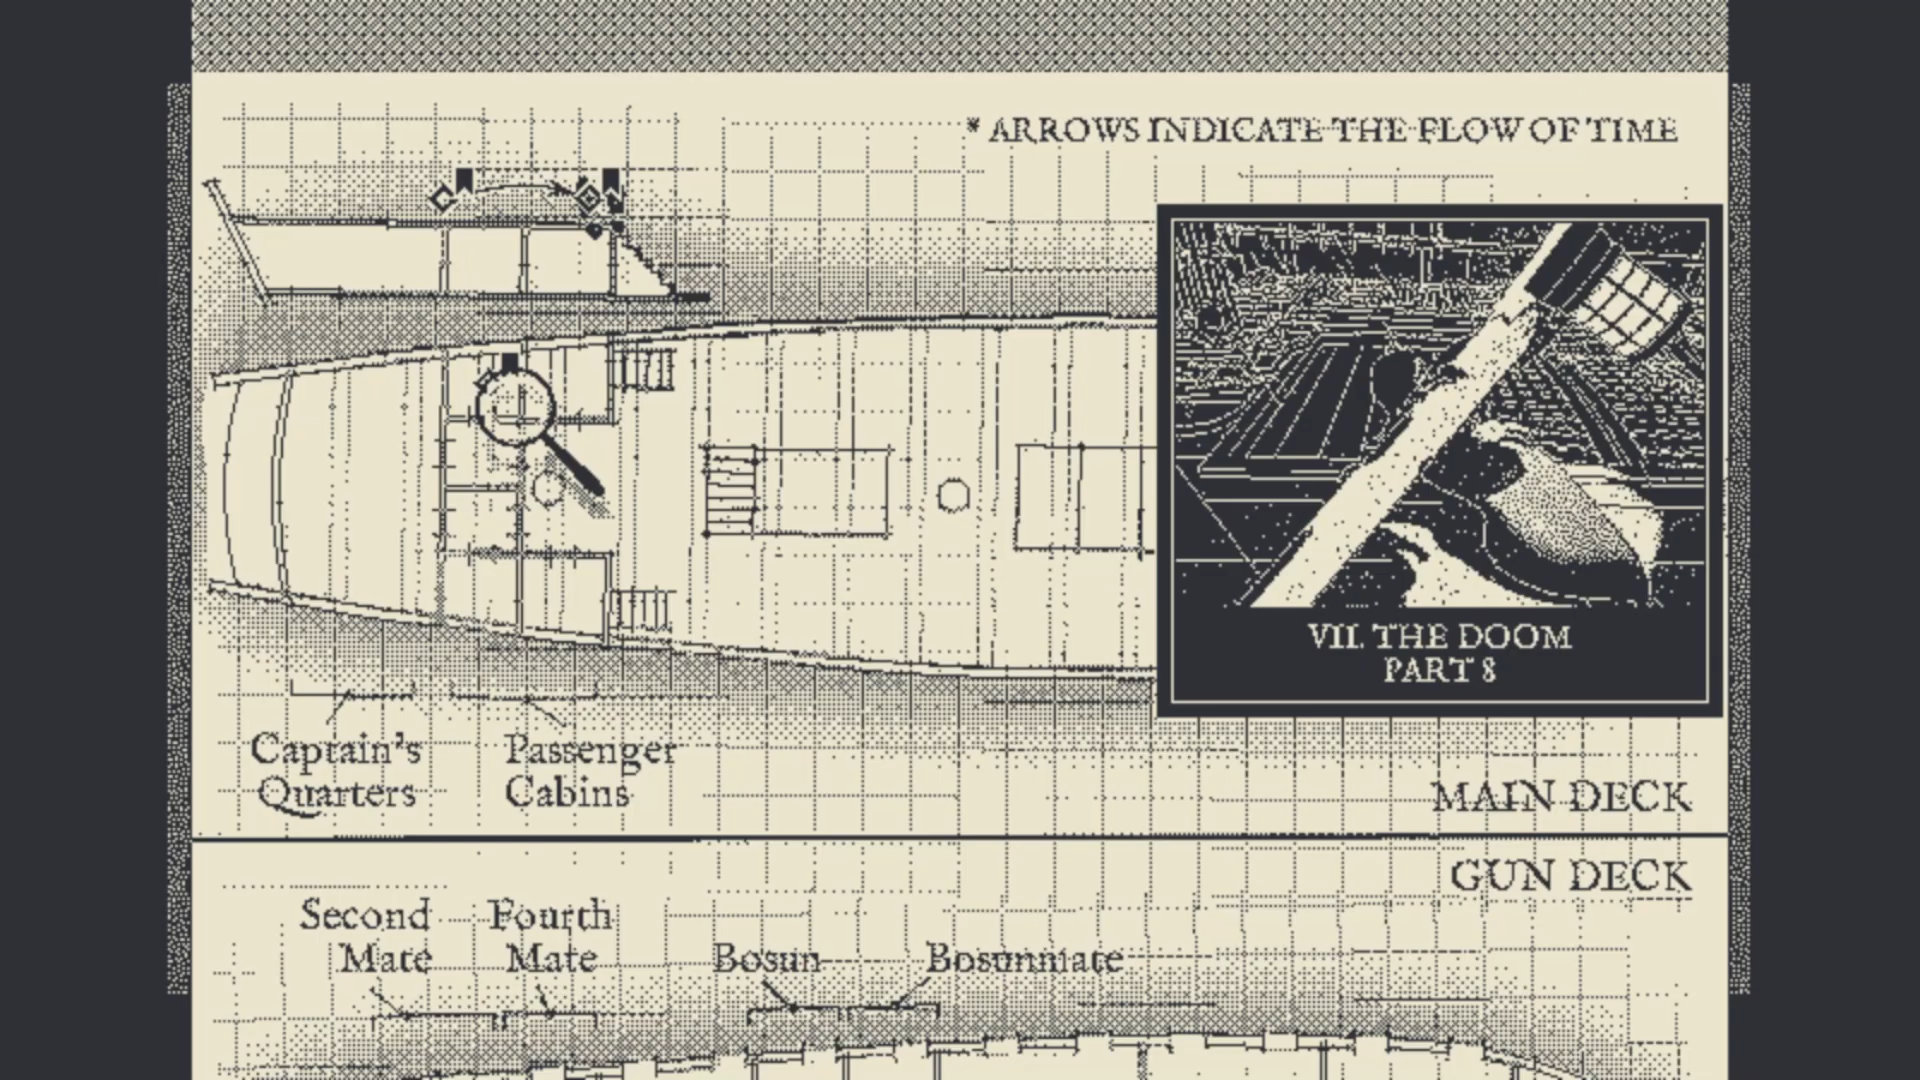 * ARROWS INDICATE THE FLOW OF TIME
VII. THE DOOM
PART 8
Captain's
Quarters
Passenger
Cabins
MAIN DECK
GUN DECK
Second
Mate
Fourth
Mate
Bosun
Bosunmate